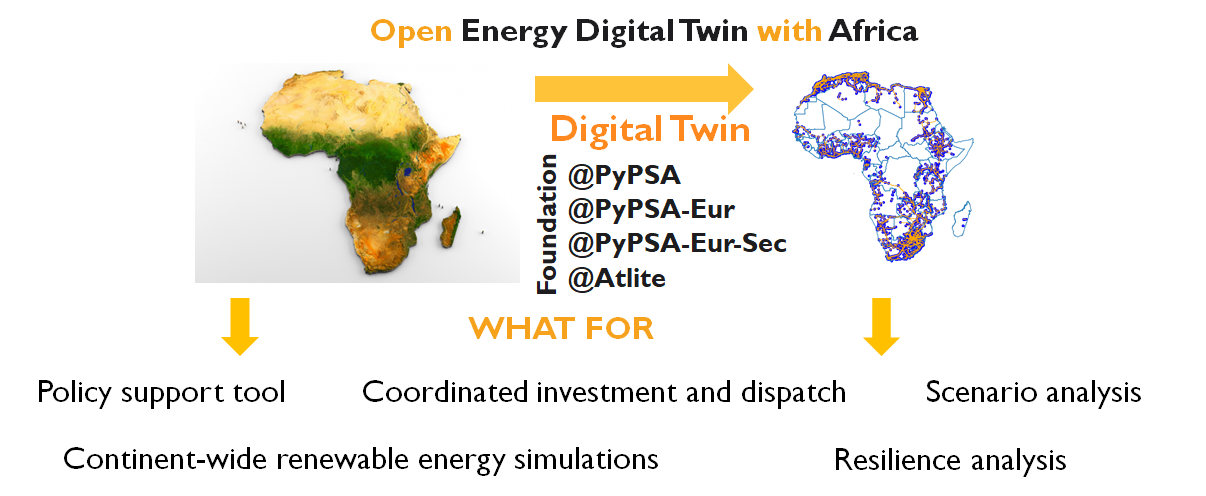 Open Energy Digital Twin with Africa
Digital Twin
Foundation
@PyPSA
@PyPSA-Eur
@PyPSA-Eur-Sec
@Atlite
WHAT FOR
Policy support tool
Coordinated investment and dispatch
Scenario analysis
Continent-wide renewable energy simulations
Resilience analysis